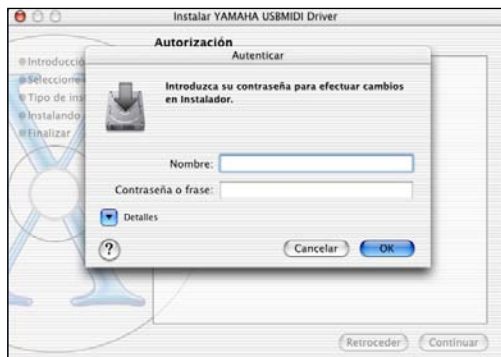 Instalar YAMAHA USBMIDI Driver
Autorización
Autenticar
Introducció
Seleccione
Tipo de ins
Instalando
Finalizar
Introduzca su contraseña para efectuar cambios
en Instalador.
Nombre:
Contraseña o frase:
Detalles
?
Cancelar
OK
Retroceder
Continuar